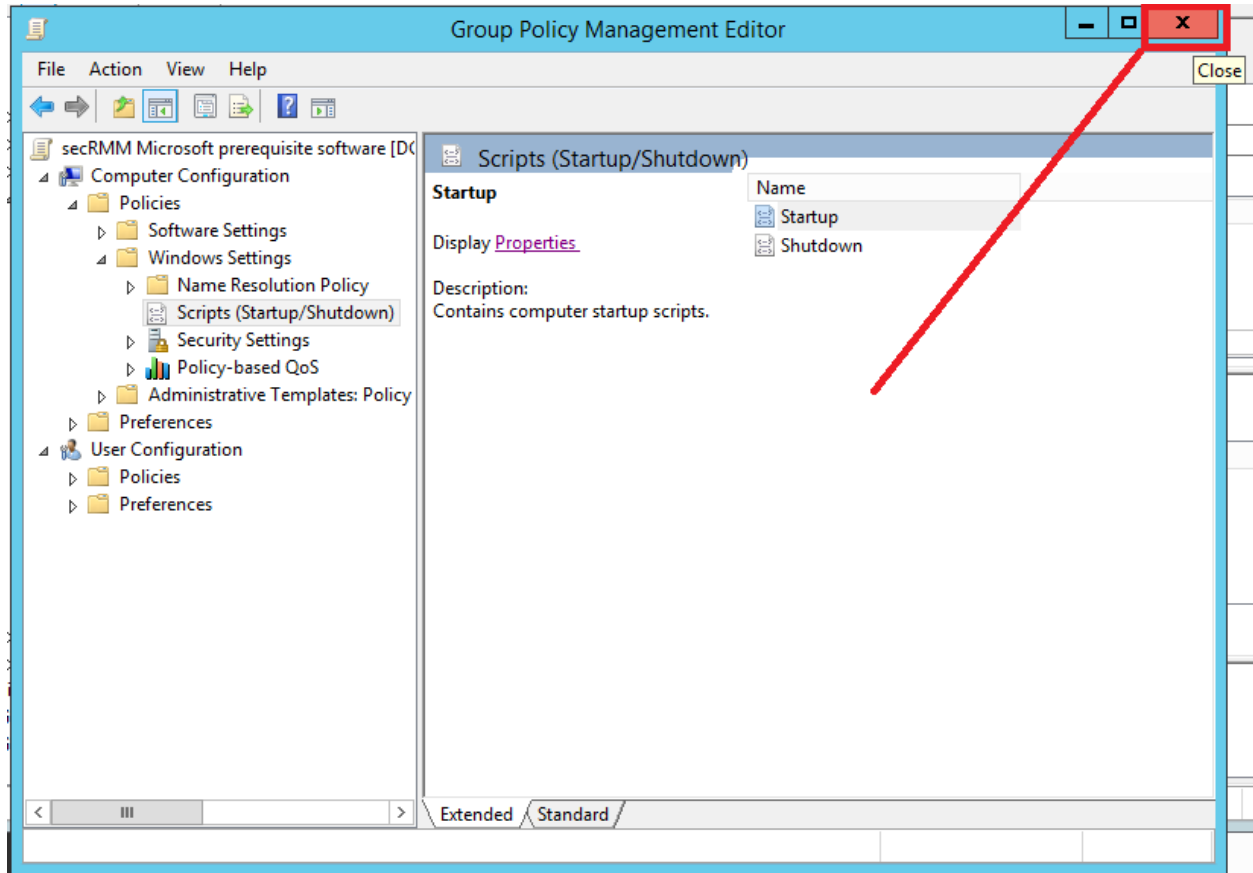 Group Policy Management Editor
x
Close
File Action View Help
secRMM Microsoft prerequisite software [D
Computer Configuration
Policies
Software Settings
Windows Settings
Name Resolution Policy
Scripts (Startup/Shutdown)
Security Settings
Policy-based QoS
Administrative Templates: Policy
Preferences
User Configuration
Policies
Preferences
Scripts (Startup/Shutdown)
Startup
Display Properties
Description:
Contains computer startup scripts.
Name
Startup
Shutdown
Extended Standard